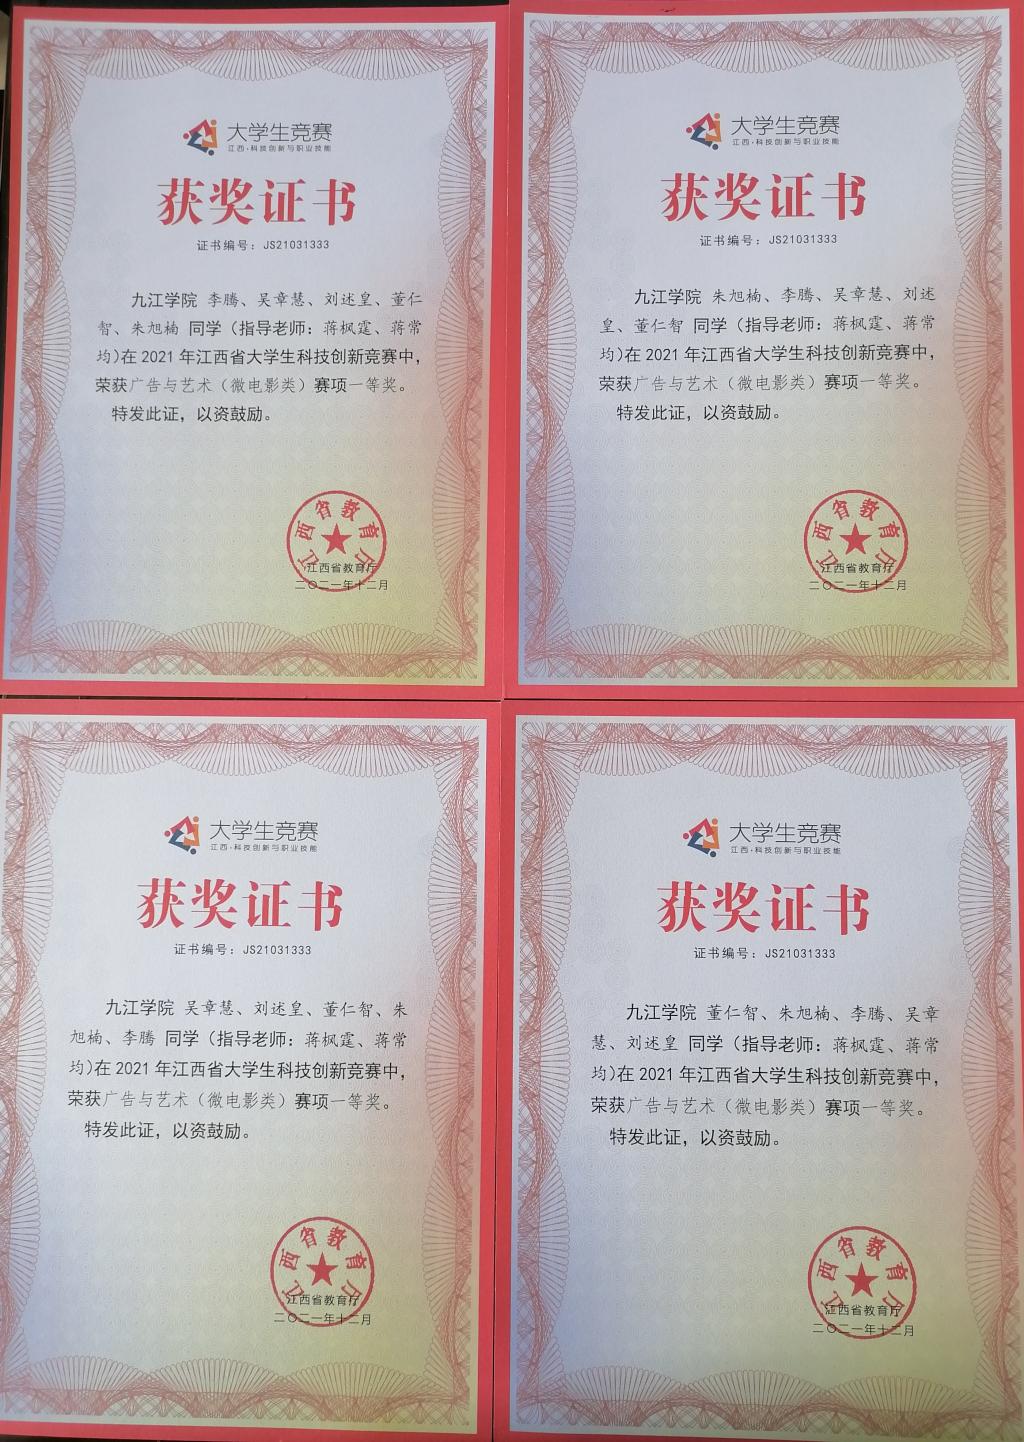 大学生竞赛
江西·科技创新与职业技能
获奖证书
证书编号：JS21031333
九江学院 李腾、吴章慧、刘述皇、董仁
智、朱旭楠 同学（指导老师：蒋枫霆、蒋常
均)在2021年江西省大学生科技创新竞赛中，
荣获广告与艺术（微电影类）赛项一等奖。
特发此证，以资鼓励。
江西省教育厅
江西省教育厅
二〇二一年十二月
大学生竞赛
江西·科技创新与职业技能
获奖证书
证书编号：JS21031333
九江学院 朱旭楠、李腾、吴章慧、刘述
皇、董仁智 同学（指导老师：蒋枫霆、蒋常
均)在2021年江西省大学生科技创新竞赛中，
荣获广告与艺术（微电影类）赛项一等奖。
特发此证，以资鼓励。
江西省教育厅
江西省教育厅
二〇二一年十二月
大学生竞赛
江西·科技创新与职业技能
获奖证书
证书编号：JS21031333
九江学院 吴章慧、刘述皇、董仁智、朱
旭楠、李腾 同学（指导老师：蒋枫霆、蒋常
均)在2021年江西省大学生科技创新竞赛中，
荣获广告与艺术（微电影类）赛项一等奖。
特发此证，以资鼓励。
江西省教育厅
江西省教育厅
二〇二一年十二月
大学生竞赛
江西·科技创新与职业技能
获奖证书
证书编号：JS21031333
九江学院 董仁智、朱旭楠、李腾、吴章
慧、刘述皇 同学（指导老师：蒋枫霆、蒋常
均)在2021年江西省大学生科技创新竞赛中，
荣获广告与艺术（微电影类）赛项一等奖。
特发此证，以资鼓励。
江西省教育厅
江西省教育厅
二〇二一年十二月